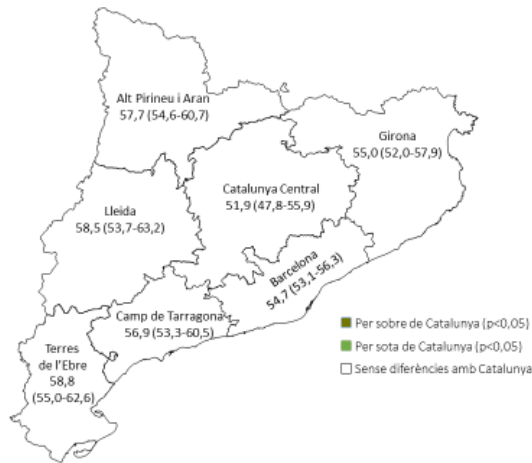 Alt Pirineu i Aran
57,7 (54,6-60,7)
Girona
55,0 (52,0-57,9)
Catalunya Central
51,9 (47,8-55,9)
Lleida
58,5 (53,7-63,2)
Barcelona
54,7 (53,1-56,3)
Camp de Tarragona
56,9 (53,3-60,5)
Terres
de l'Ebre
58,8
(55,0-62,6)
Per sobre de Catalunya (p<0,05)
Per sota de Catalunya (p<0,05)
Sense diferències amb Catalunya